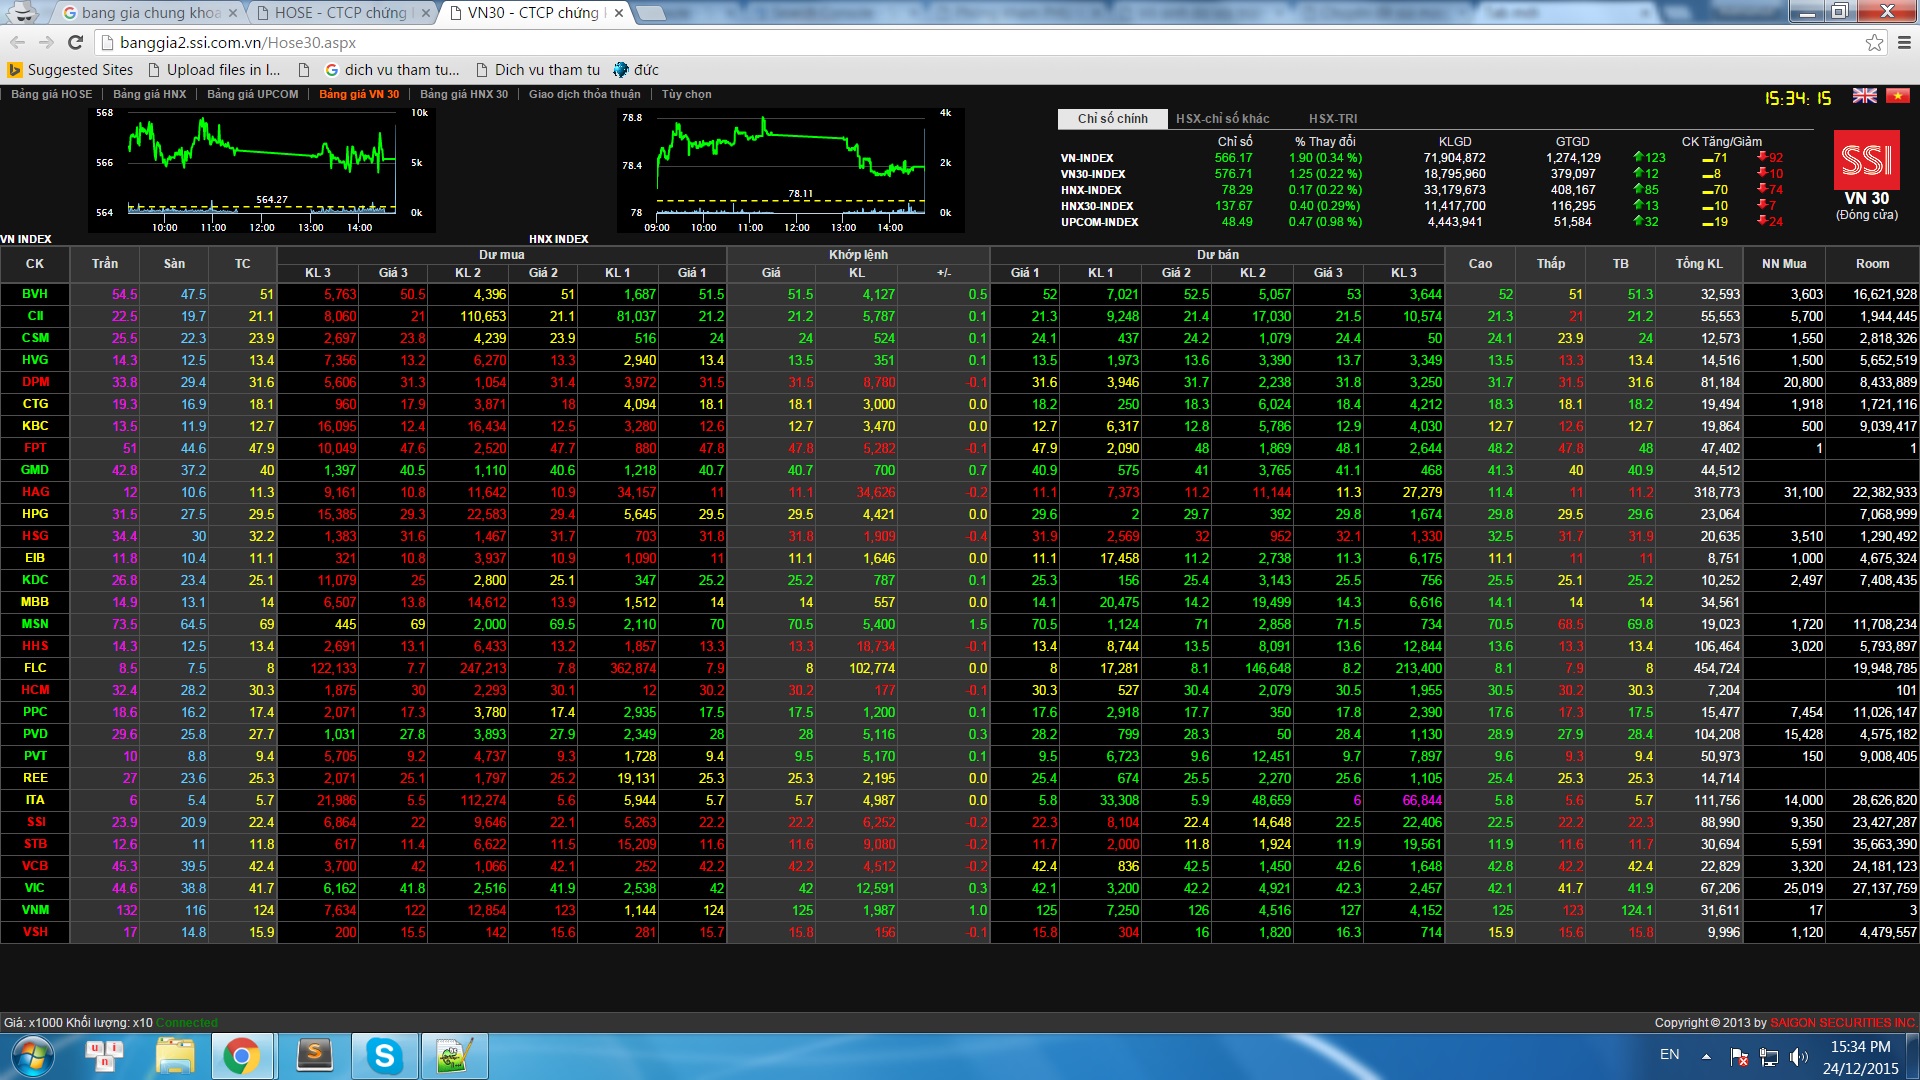 bang gia chung khoa
HOSE - CTCP chứng
VN30 - CTCP chứng
banggia2.ssi.com.vn/Hose30.aspx
Suggested Sites Upload files in I... dich vu tham tu... Dich vu tham tu đức
Bảng giá HOSE Bảng giá HNX Bảng giá UPCOM Bảng giá VN 30 Bảng giá HNX 30 Giao dịch thỏa thuận Tùy chọn
15:34:15
568 10k
566 5k
564.27
564 0k
10:00 11:00 12:00 13:00 14:00
VN INDEX
78.8 4k
78.4 2k
78.11
78 0k
09:00 10:00 11:00 12:00 13:00 14:00
HNX INDEX
Chỉ số chính HSX-chỉ số khác HSX-TRI
Chỉ số % Thay đổi KLGD GTGD CK Tăng/Giảm
VN-INDEX 566.17 1.90 (0.34 %) 71,904,872 1,274,129 123 71 92
VN30-INDEX 576.71 1.25 (0.22 %) 18,795,960 379,097 12 8 10
HNX-INDEX 78.29 0.17 (0.22 %) 33,179,673 408,167 85 70 74
HNX30-INDEX 137.67 0.40 (0.29%) 11,417,700 116,295 13 10 7
UPCOM-INDEX 48.49 0.47 (0.98 %) 4,443,941 51,584 32 19 24
SSI
VN 30
(Đóng cửa)
CK Trần Sàn TC Dư mua Khớp lệnh Dư bán Cao Thấp TB Tổng KL NN Mua Room
KL 3 Giá 3 KL 2 Giá 2 KL 1 Giá 1 Giá KL +/- Giá 1 KL 1 Giá 2 KL 2 Giá 3 KL 3
BVH 54.5 47.5 51 5,763 50.5 4,396 51 1,687 51.5 51.5 4,127 0.5 52 7,021 52.5 5,057 53 3,644 52 51 51.3 32,593 3,603 16,621,928
CII 22.5 19.7 21.1 8,060 21 110,653 21.1 81,037 21.2 21.2 5,787 0.1 21.3 9,248 21.4 17,030 21.5 10,574 21.3 21 21.2 55,553 5,700 1,944,445
CSM 25.5 22.3 23.9 2,697 23.8 4,239 23.9 516 24 24 524 0.1 24.1 437 24.2 1,079 24.4 50 24.1 23.9 24 12,573 1,550 2,818,326
HVG 14.3 12.5 13.4 7,356 13.2 6,270 13.3 2,940 13.4 13.5 351 0.1 13.5 1,973 13.6 3,390 13.7 3,349 13.5 13.3 13.4 14,516 1,500 5,652,519
DPM 33.8 29.4 31.6 5,606 31.3 1,054 31.4 3,972 31.5 31.5 8,780 -0.1 31.6 3,946 31.7 2,238 31.8 3,250 31.7 31.5 31.6 81,184 20,800 8,433,889
CTG 19.3 16.9 18.1 960 17.9 3,871 18 4,094 18.1 18.1 3,000 0.0 18.2 250 18.3 6,024 18.4 4,212 18.3 18.1 18.2 19,494 1,918 1,721,116
KBC 13.5 11.9 12.7 16,095 12.4 16,434 12.5 3,280 12.6 12.7 3,470 0.0 12.7 6,317 12.8 5,786 12.9 4,030 12.7 12.6 12.7 19,864 500 9,039,417
FPT 51 44.6 47.9 10,049 47.6 2,520 47.7 880 47.8 47.8 5,282 -0.1 47.9 2,090 48 1,869 48.1 2,644 48.2 47.8 48 47,402 1 1
GMD 42.8 37.2 40 1,397 40.5 1,110 40.6 1,218 40.7 40.7 700 0.7 40.9 575 41 3,765 41.1 468 41.3 40 40.9 44,512
HAG 12 10.6 11.3 9,161 10.8 11,642 10.9 34,157 11 11.1 34,626 -0.2 11.1 7,373 11.2 11,144 11.3 27,279 11.4 11 11.2 318,773 31,100 22,382,933
HPG 31.5 27.5 29.5 15,385 29.3 22,583 29.4 5,645 29.5 29.5 4,421 0.0 29.6 2 29.7 392 29.8 1,674 29.8 29.5 29.6 23,064 7,068,999
HSG 34.4 30 32.2 1,383 31.6 1,467 31.7 703 31.8 31.8 1,909 -0.4 31.9 2,569 32 952 32.1 1,330 32.5 31.7 31.9 20,635 3,510 1,290,492
EIB 11.8 10.4 11.1 321 10.8 3,937 10.9 1,090 11 11.1 1,646 0.0 11.1 17,458 11.2 2,738 11.3 6,175 11.1 11 11 8,751 1,000 4,675,324
KDC 26.8 23.4 25.1 11,079 25 2,800 25.1 347 25.2 25.2 787 0.1 25.3 156 25.4 3,143 25.5 756 25.5 25.1 25.2 10,252 2,497 7,408,435
MBB 14.9 13.1 14 6,507 13.8 14,612 13.9 1,512 14 14 557 0.0 14.1 20,475 14.2 19,499 14.3 6,616 14.1 14 14 34,561
MSN 73.5 64.5 69 445 69 2,000 69.5 2,110 70 70.5 5,400 1.5 70.5 1,124 71 2,858 71.5 734 70.5 68.5 69.8 19,023 1,720 11,708,234
HHS 14.3 12.5 13.4 2,691 13.1 6,433 13.2 1,857 13.3 13.3 18,734 -0.1 13.4 8,744 13.5 8,091 13.6 12,844 13.6 13.3 13.4 106,464 3,020 5,793,897
FLC 8.5 7.5 8 122,133 7.7 247,213 7.8 362,874 7.9 8 102,774 0.0 8 17,281 8.1 146,648 8.2 213,400 8.1 7.9 8 454,724 19,948,785
HCM 32.4 28.2 30.3 1,875 30 2,293 30.1 12 30.2 30.2 177 -0.1 30.3 527 30.4 2,079 30.5 1,955 30.5 30.2 30.3 7,204 101
PPC 18.6 16.2 17.4 2,071 17.3 3,780 17.4 2,935 17.5 17.5 1,200 0.1 17.6 2,918 17.7 350 17.8 2,390 17.6 17.3 17.5 15,477 7,454 11,026,147
PVD 29.6 25.8 27.7 1,031 27.8 3,893 27.9 2,349 28 28 5,116 0.3 28.2 799 28.3 50 28.4 1,130 28.9 27.9 28.4 104,208 15,428 4,575,182
PVT 10 8.8 9.4 5,705 9.2 4,737 9.3 1,728 9.4 9.5 5,170 0.1 9.5 6,723 9.6 12,451 9.7 7,897 9.6 9.3 9.4 50,973 150 9,008,405
REE 27 23.6 25.3 2,071 25.1 1,797 25.2 19,131 25.3 25.3 2,195 0.0 25.4 674 25.5 2,270 25.6 1,105 25.4 25.3 25.3 14,714
ITA 6 5.4 5.7 21,986 5.5 112,274 5.6 5,944 5.7 5.7 4,987 0.0 5.8 33,308 5.9 48,659 6 66,844 5.8 5.6 5.7 111,756 14,000 28,626,820
SSI 23.9 20.9 22.4 6,864 22 9,646 22.1 5,263 22.2 22.2 6,252 -0.2 22.3 8,104 22.4 14,648 22.5 22,406 22.5 22.2 22.3 88,990 9,350 23,427,287
STB 12.6 11 11.8 617 11.4 6,622 11.5 15,209 11.6 11.6 9,080 -0.2 11.7 2,000 11.8 1,924 11.9 19,561 11.9 11.6 11.7 30,694 5,591 35,663,390
VCB 45.3 39.5 42.4 3,700 42 1,066 42.1 252 42.2 42.2 4,512 -0.2 42.4 836 42.5 1,450 42.6 1,648 42.8 42.2 42.4 22,829 3,320 24,181,123
VIC 44.6 38.8 41.7 6,162 41.8 2,516 41.9 2,538 42 42 12,591 0.3 42.1 3,200 42.2 4,921 42.3 2,457 42.1 41.7 41.9 67,206 25,019 27,137,759
VNM 132 116 124 7,634 122 12,854 123 1,144 124 125 1,987 1.0 125 7,250 126 4,516 127 4,152 125 123 124.1 31,611 17 3
VSH 17 14.8 15.9 200 15.5 142 15.6 281 15.7 15.8 156 -0.1 15.8 304 16 1,820 16.3 714 15.9 15.6 15.8 9,996 1,120 4,479,557
Giá: x1000 Khối lượng: x10 Connected
Copyright © 2013 by SAIGON SECURITIES INC.
u n i
EN
15:34 PM
24/12/2015